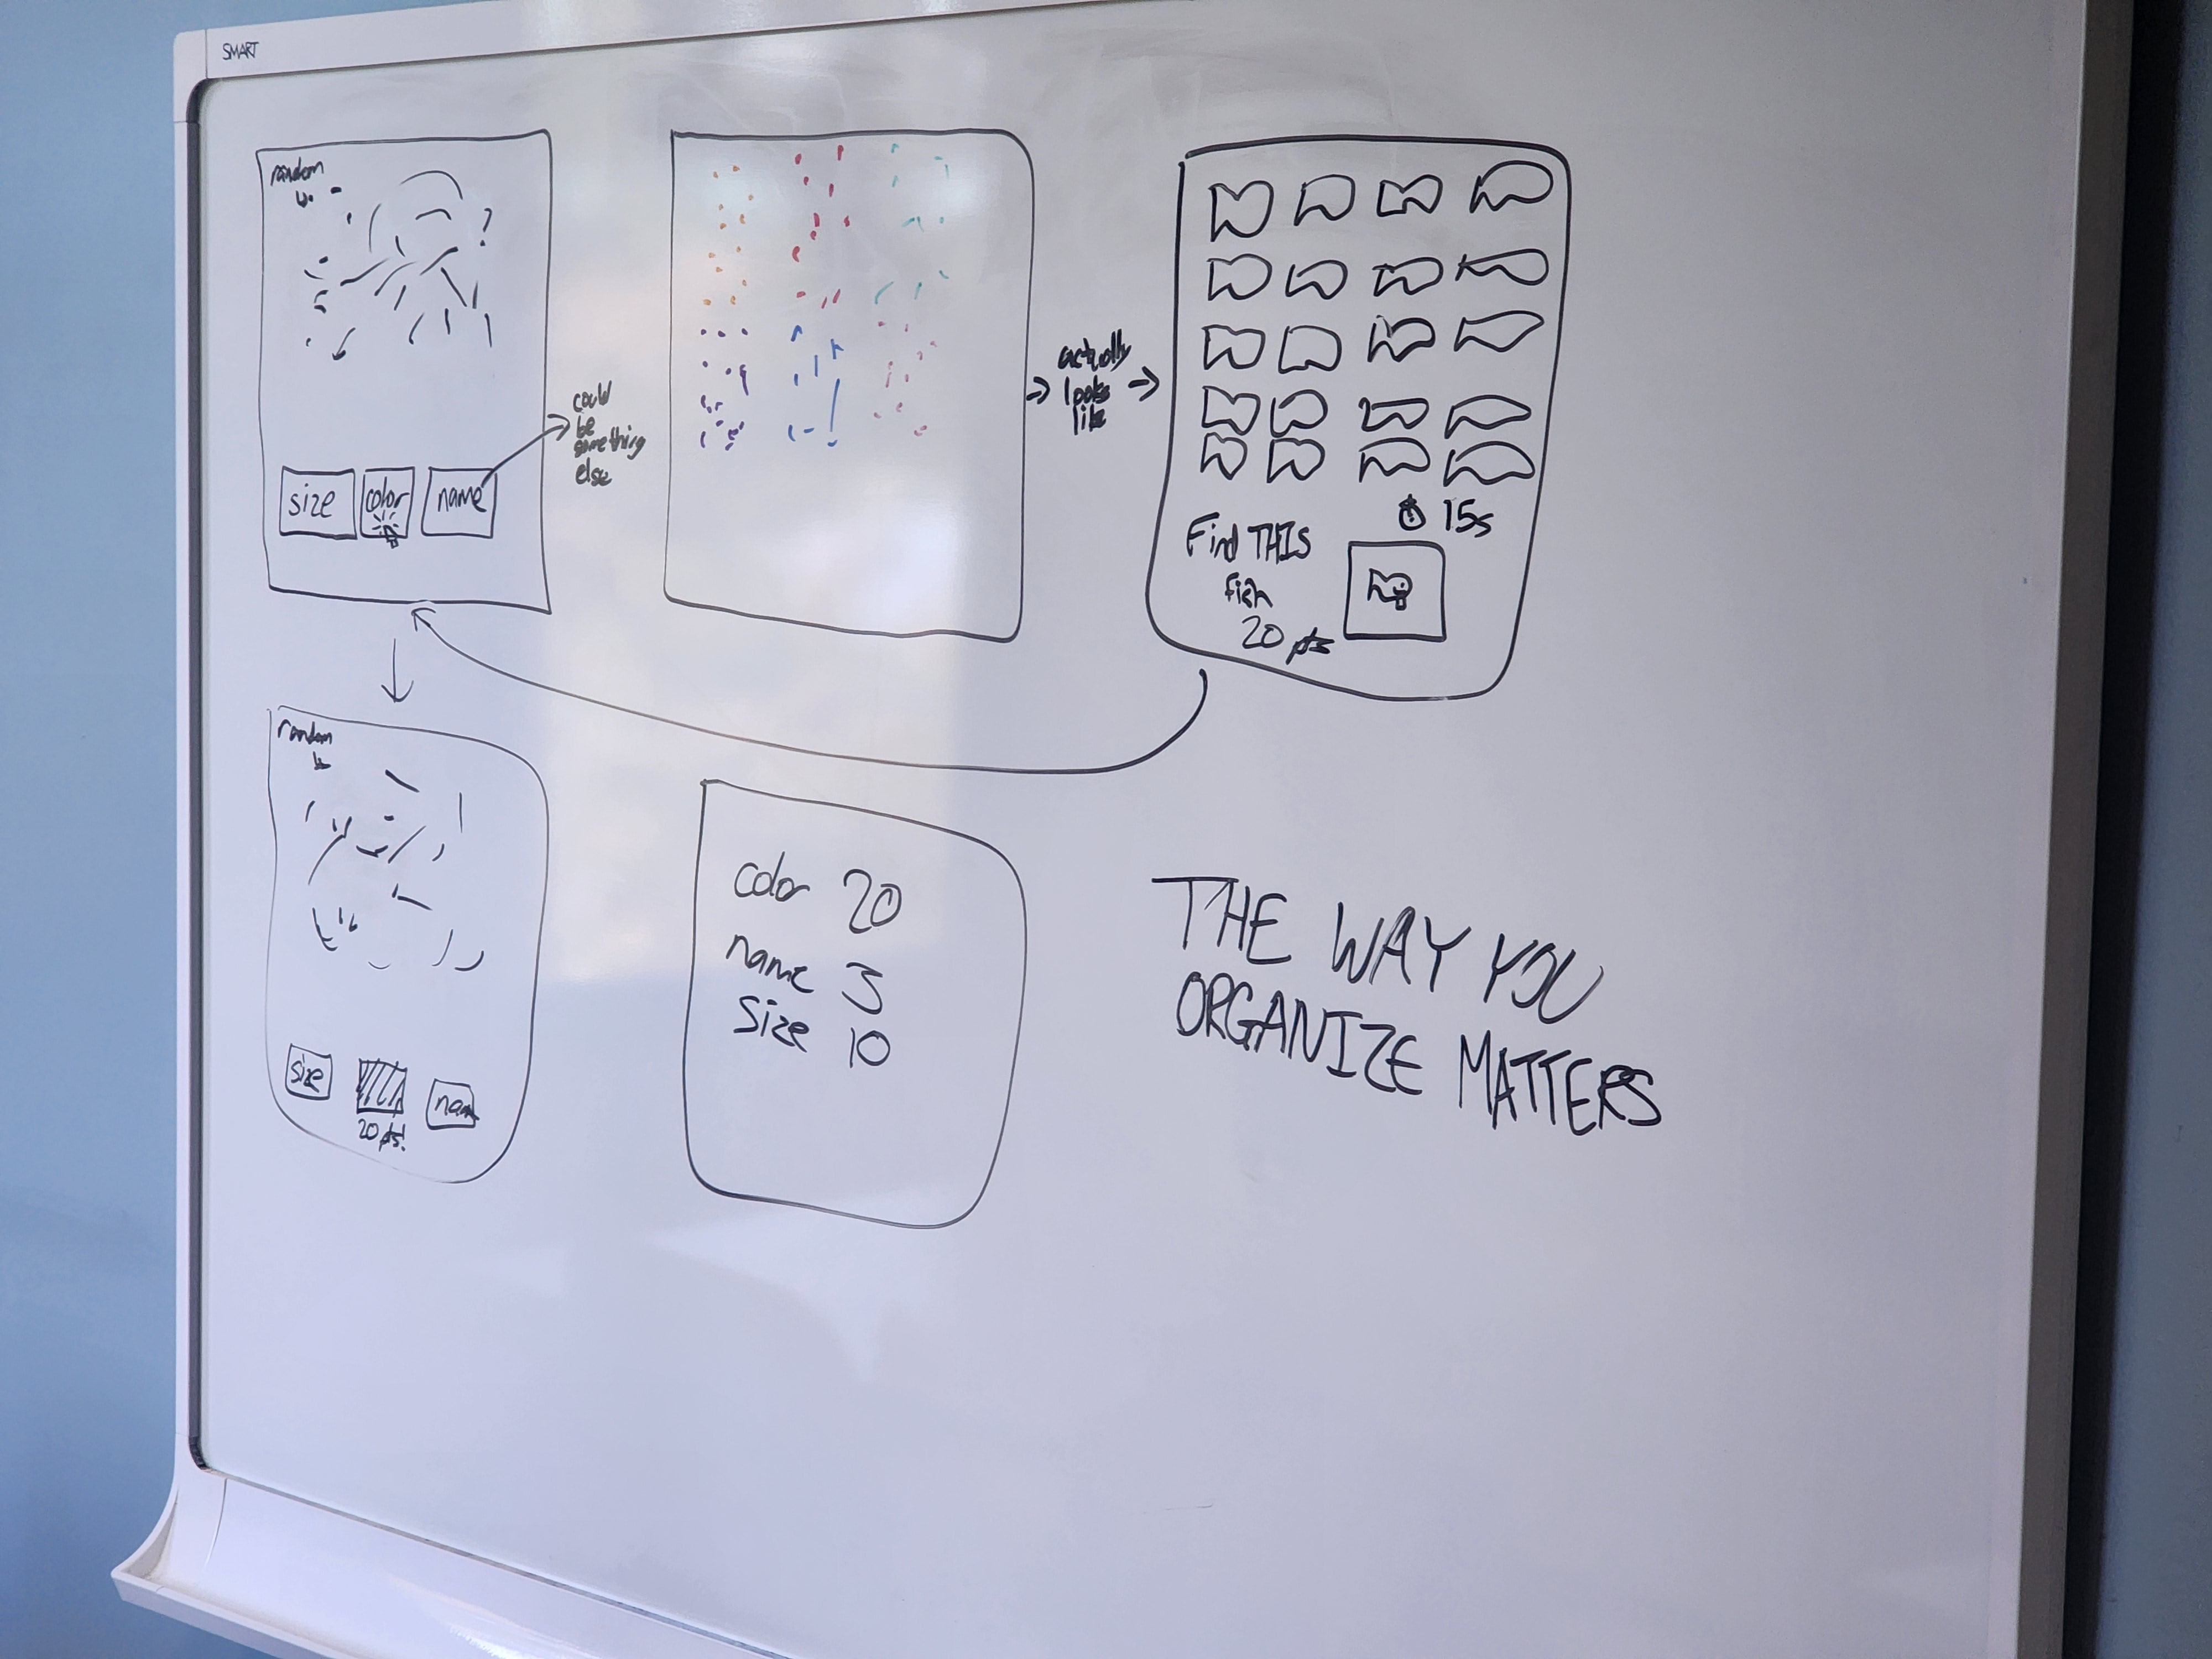 SMART
random
?
size
color
name
could
be
something
else
actually
looks
like
15s
Find THIS
fish
20 pts
random
size
20 pts!
name
color 20
name 3
Size 10
THE WAY YOU
ORGANIZE MATTERS